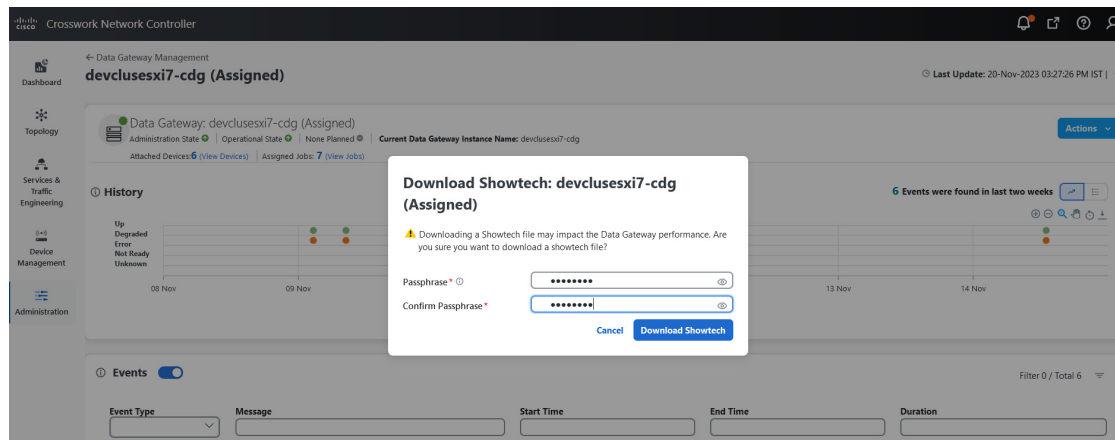 cisco Crosswork Network Controller
← Data Gateway Management
devclusesxi7-cdg (Assigned)
Last Update: 20-Nov-2023 03:27:26 PM IST |
Dashboard
Topology
Services &
Traffic
Engineering
Device
Management
Administration
Data Gateway: devclusesxi7-cdg (Assigned)
Administration State | Operational State | None Planned | Current Data Gateway Instance Name: devclusesxi7-cdg
Attached Devices:6 (View Devices) | Assigned Jobs: 7 (View Jobs)
Actions
History
6 Events were found in last two weeks
Up
Degraded
Error
Not Ready
Unknown
08 Nov 09 Nov 13 Nov 14 Nov
Download Showtech: devclusesxi7-cdg
(Assigned)
Downloading a Showtech file may impact the Data Gateway performance. Are
you sure you want to download a showtech file?
Passphrase*
Confirm Passphrase*
Cancel Download Showtech
Events
Filter 0 / Total 6
Event Type Message Start Time End Time Duration